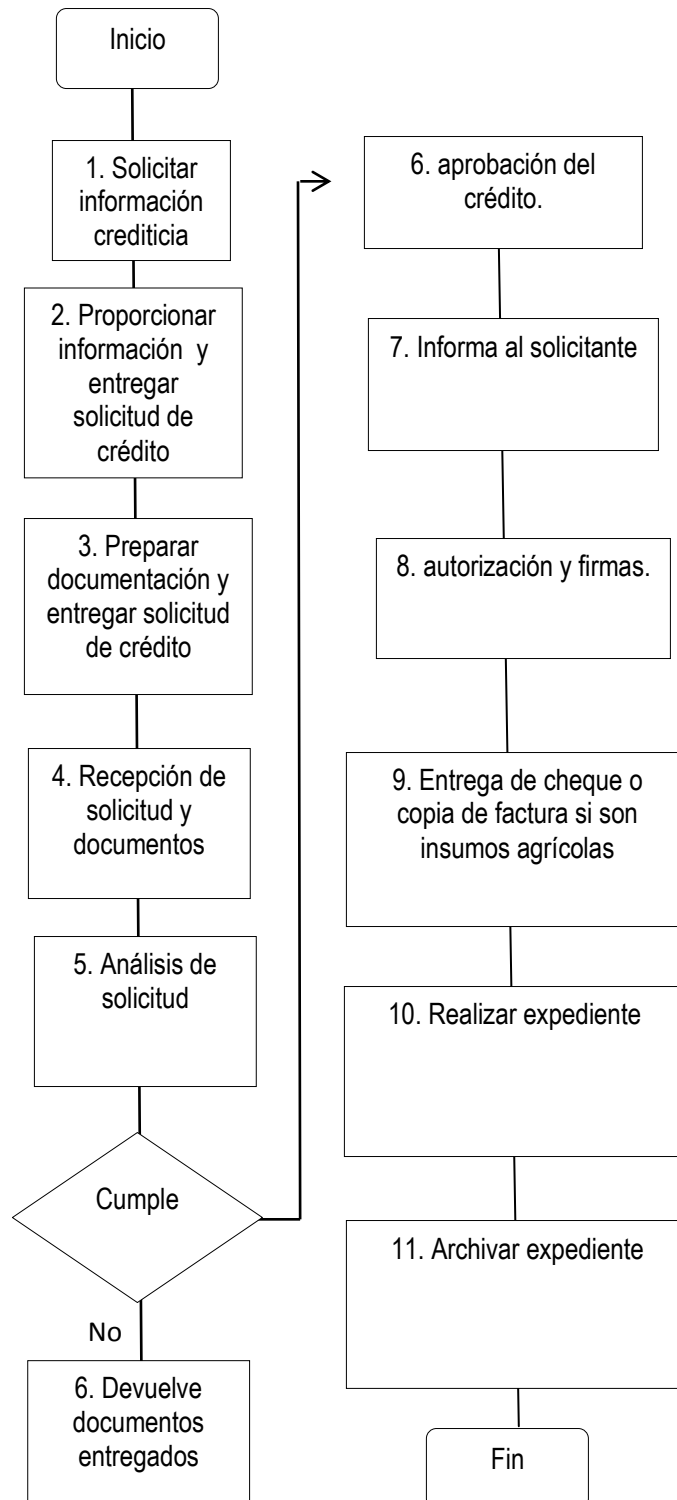 Inicio
1. Solicitar
información
crediticia
2. Proporcionar
información y
entregar
solicitud de
crédito
3. Preparar
documentación y
entregar solicitud
de crédito
4. Recepción de
solicitud y
documentos
5. Análisis de
solicitud
Cumple
No
6. Devuelve
documentos
entregados
6. aprobación del
crédito.
7. Informa al solicitante
8. autorización y firmas.
9. Entrega de cheque o
copia de factura si son
insumos agrícolas
10. Realizar expediente
11. Archivar expediente
Fin